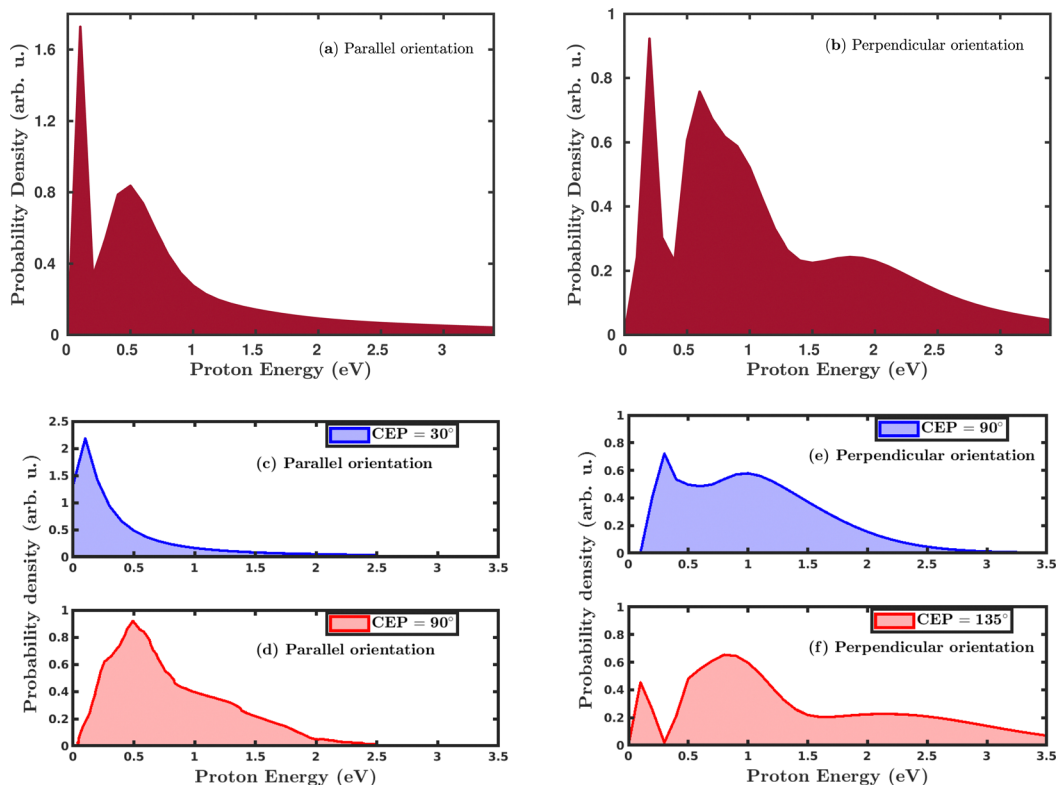 (a) Parallel orientation
Probability Density (arb. u.)
1.6
1.2
0.8
0.4
0
0 0.5 1 1.5 2 2.5 3
Proton Energy (eV)
(b) Perpendicular orientation
Probability Density (arb. u.)
1
0.8
0.6
0.4
0.2
0
0 0.5 1 1.5 2 2.5 3
Proton Energy (eV)
Probability density (arb. u.)
CEP = 30°
(c) Parallel orientation
2.5
2
1.5
1
0.5
0
0 0.5 1 1.5 2 2.5 3 3.5
CEP = 90°
(d) Parallel orientation
1
0.8
0.6
0.4
0.2
0
0 0.5 1 1.5 2 2.5 3 3.5
Proton Energy (eV)
Probability density (arb. u.)
CEP = 90°
(e) Perpendicular orientation
1
0.8
0.6
0.4
0.2
0
0 0.5 1 1.5 2 2.5 3 3.5
CEP = 135°
(f) Perpendicular orientation
1
0.8
0.6
0.4
0.2
0
0 0.5 1 1.5 2 2.5 3 3.5
Proton Energy (eV)